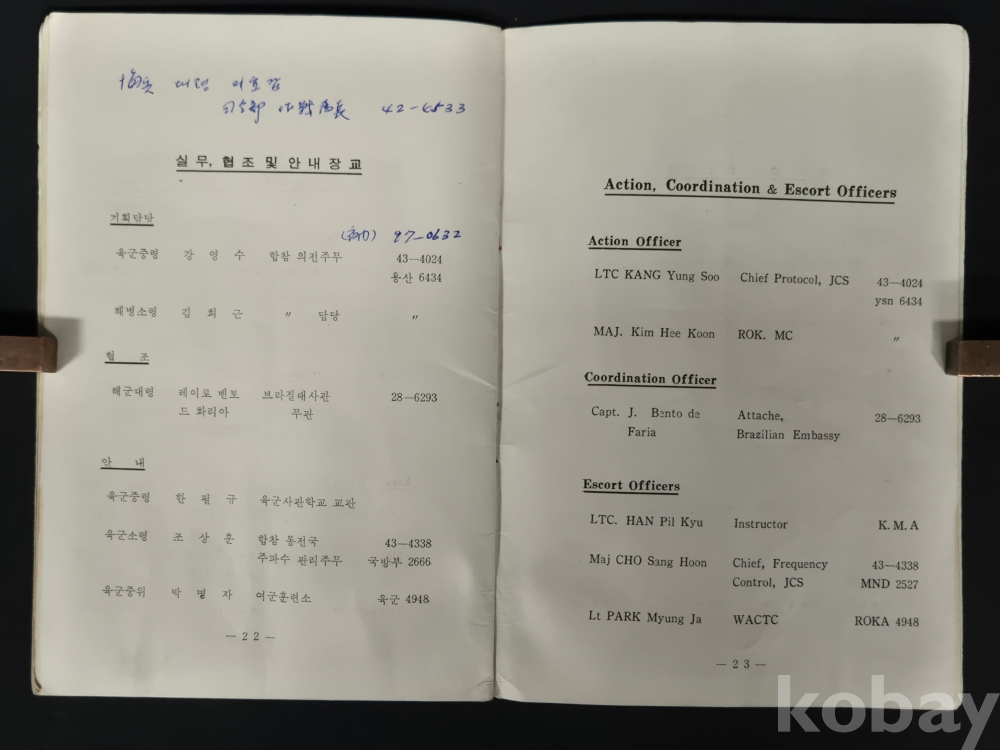 대령
42-6533
실무, 협조 및 안내장교
기획담당
97-0632
육군중령 강 영 수 합참 의전주무 43—4024
용산 6434
해병소령 김 희 근 〃 담당 〃
협 조
해군대령 레이로 벤토 브라질대사관 28—6293
드 화리아 무관
안 내
육군중령 한 필 규 육군사관학교 교관
육군소령 조 상 훈 합참 통전국 43—4338
주파수 관리주무 국방부 2666
육군중위 박 명 자 여군훈련소 육군 4948
— 22 —
Action, Coordination & Escort Officers
Action Officer
LTC KANG Yung Soo Chief Protocol, JCS 43—4024
ysn 6434
MAJ. Kim Hee Koon ROK. MC 〃
Coordination Officer
Capt. J. Bento de Attache, 28—6293
Faria Brazilian Embassy
Escort Officers
LTC. HAN Pil Kyu Instructor K.M.A
Maj CHO Sang Hoon Chief, Frequency 43—4338
Control, JCS MND 2527
Lt PARK Myung Ja WACTC ROKA 4948
— 23 —
kobay